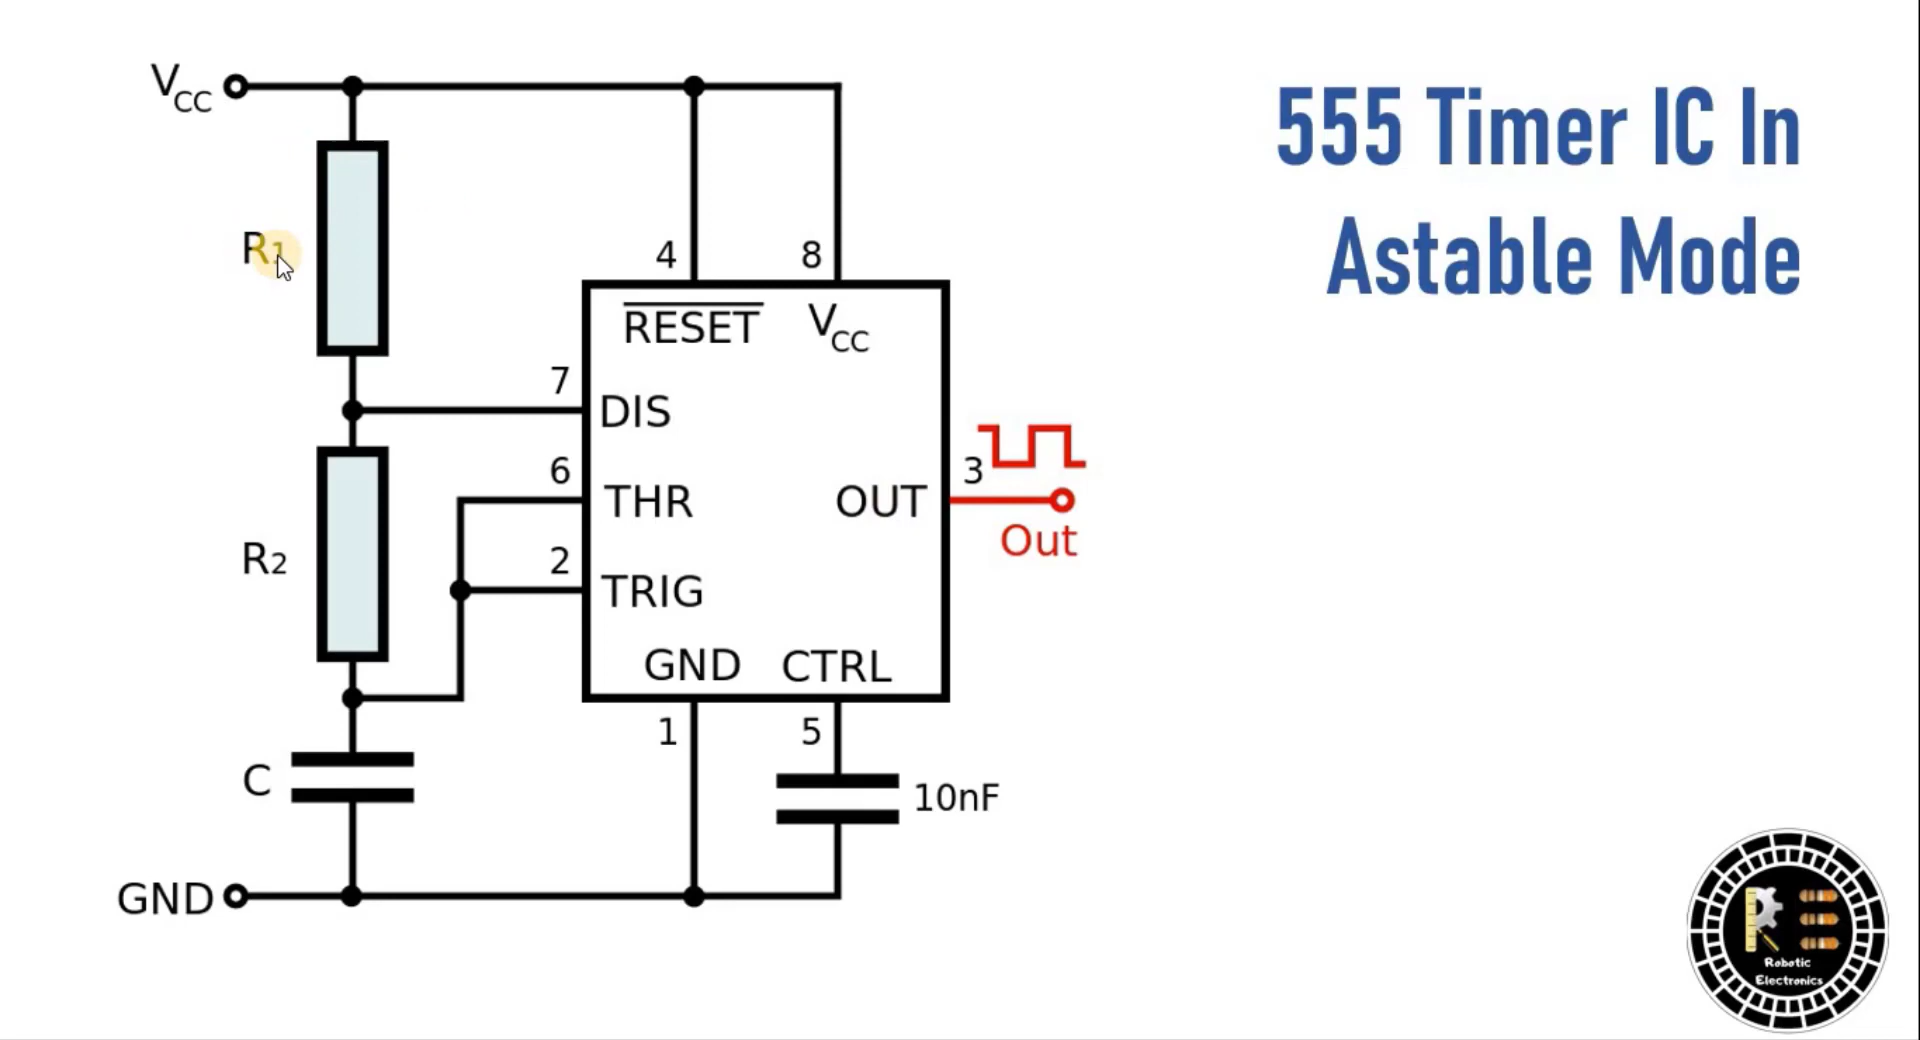 555 Timer IC In
Astable Mode
VCC
R1
4
8
RESET
VCC
7
DIS
6
THR
3
OUT
Out
R2
2
TRIG
GND
CTRL
1
5
C
10nF
GND
Robotic
Electronics